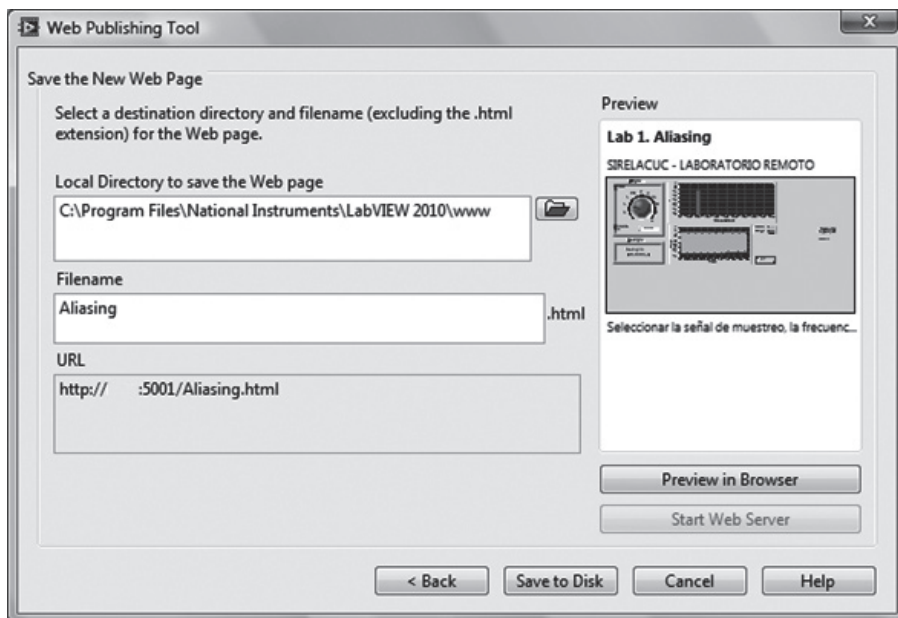 Web Publishing Tool
Save the New Web Page
Select a destination directory and filename (excluding the .html
extension) for the Web page.
Local Directory to save the Web page
C:\Program Files\National Instruments\LabVIEW 2010\www
Filename
Aliasing
.html
URL
http:// :5001/Aliasing.html
Preview
Lab 1. Aliasing
SIRELACUC - LABORATORIO REMOTO
Seleccionar la señal de muestreo, la frecuenc...
Preview in Browser
Start Web Server
< Back
Save to Disk
Cancel
Help